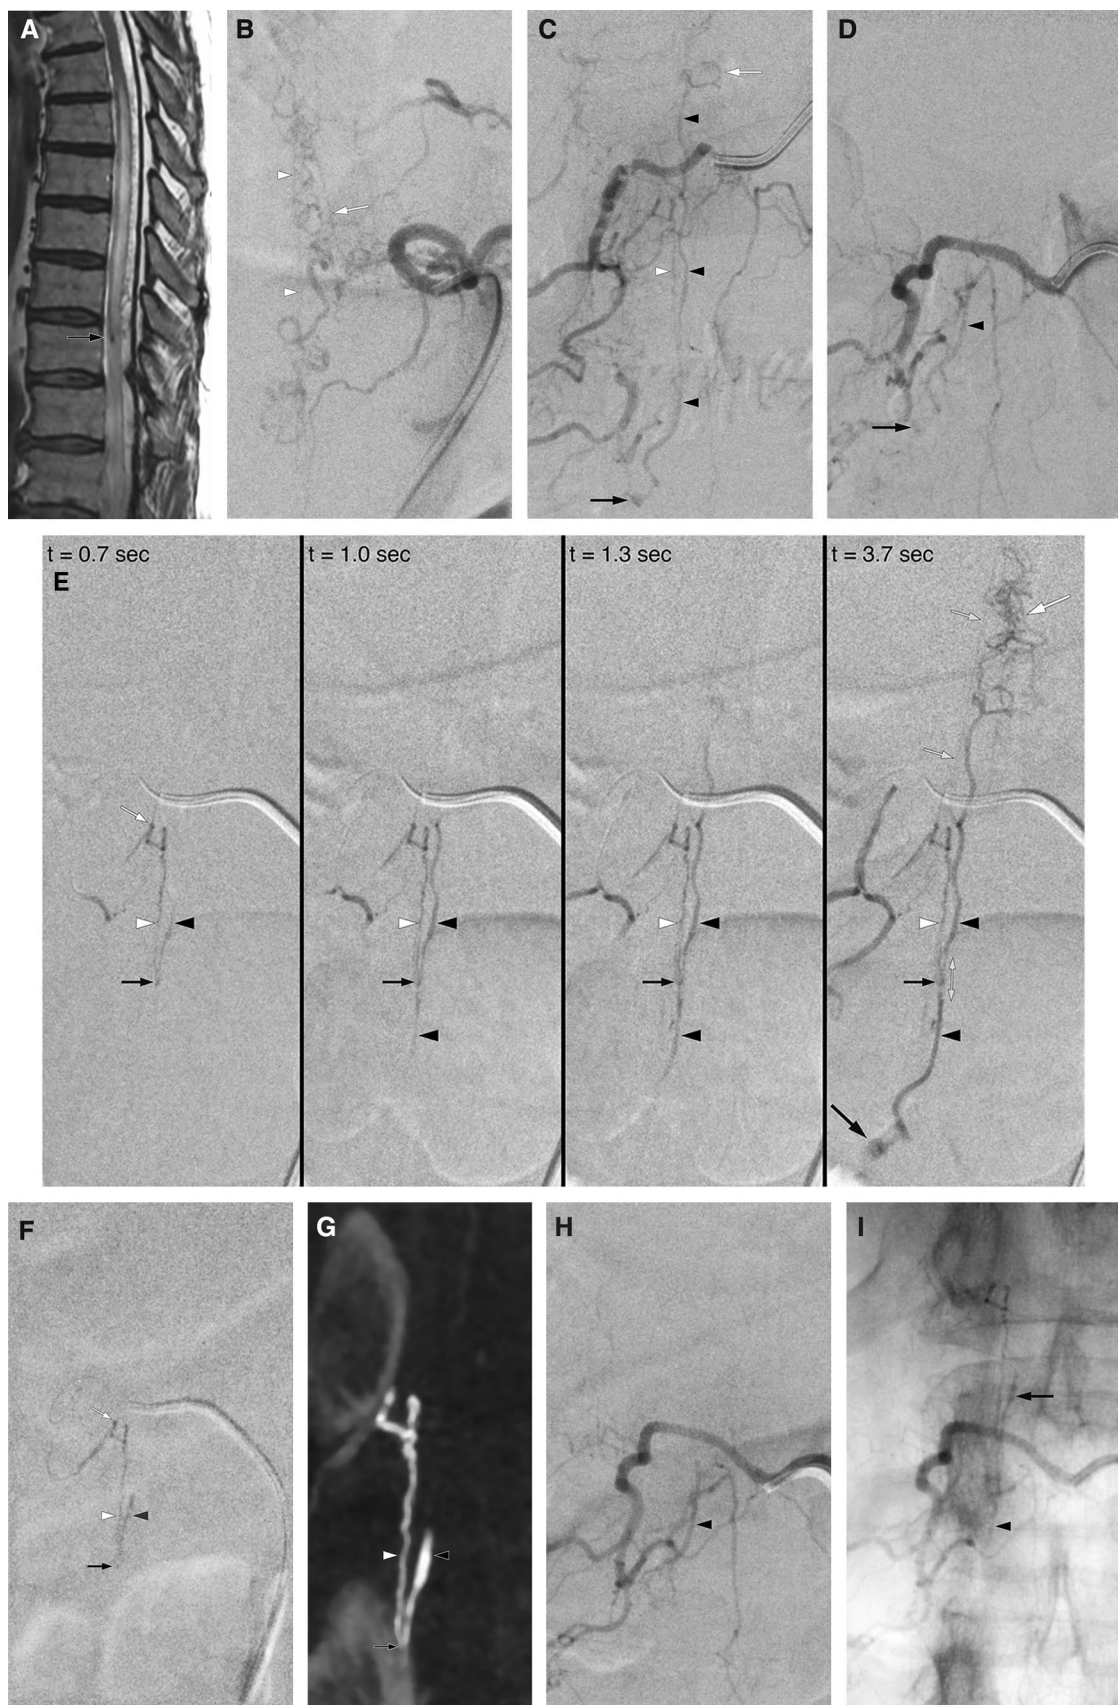 A
B
C
D
t = 0.7 sec
t = 1.0 sec
t = 1.3 sec
t = 3.7 sec
E
F
G
H
I